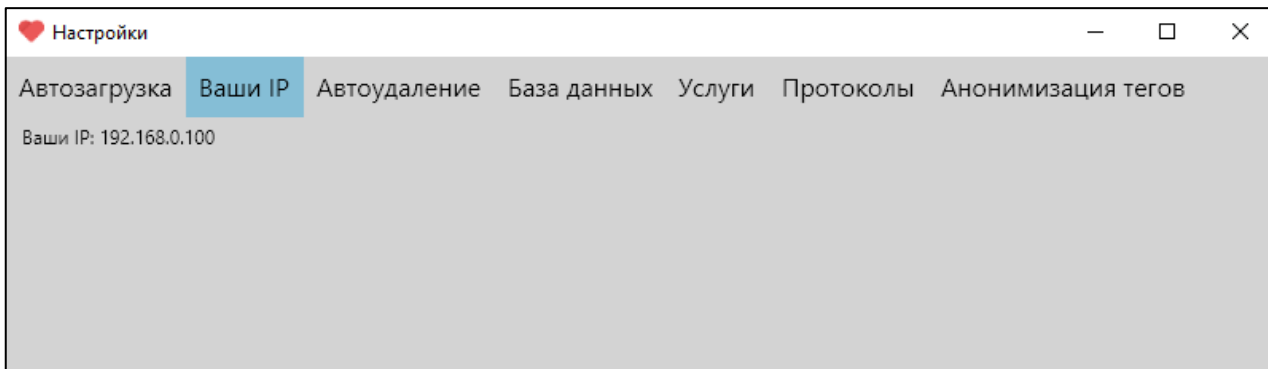 Настройки
Автозагрузка Ваши IP Автоудаление База данных Услуги Протоколы Анонимизация тегов
Ваши IP: 192.168.0.100